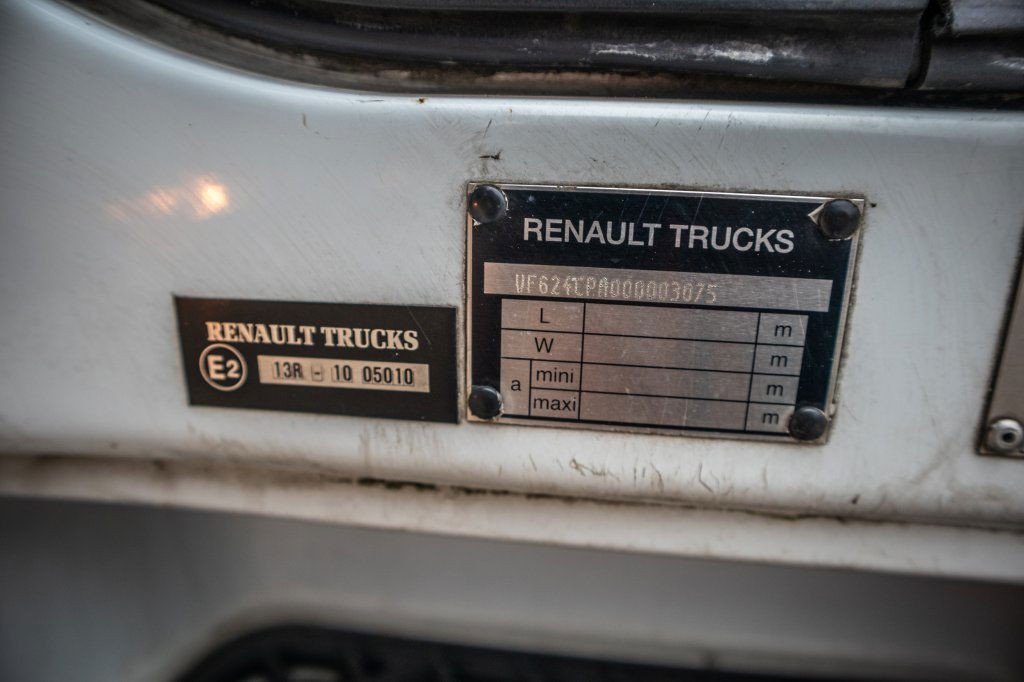 RENAULT TRUCKS
E2
13R - 10 05010
RENAULT TRUCKS
VF624CPA000003075
L m
W m
a mini m
maxi m